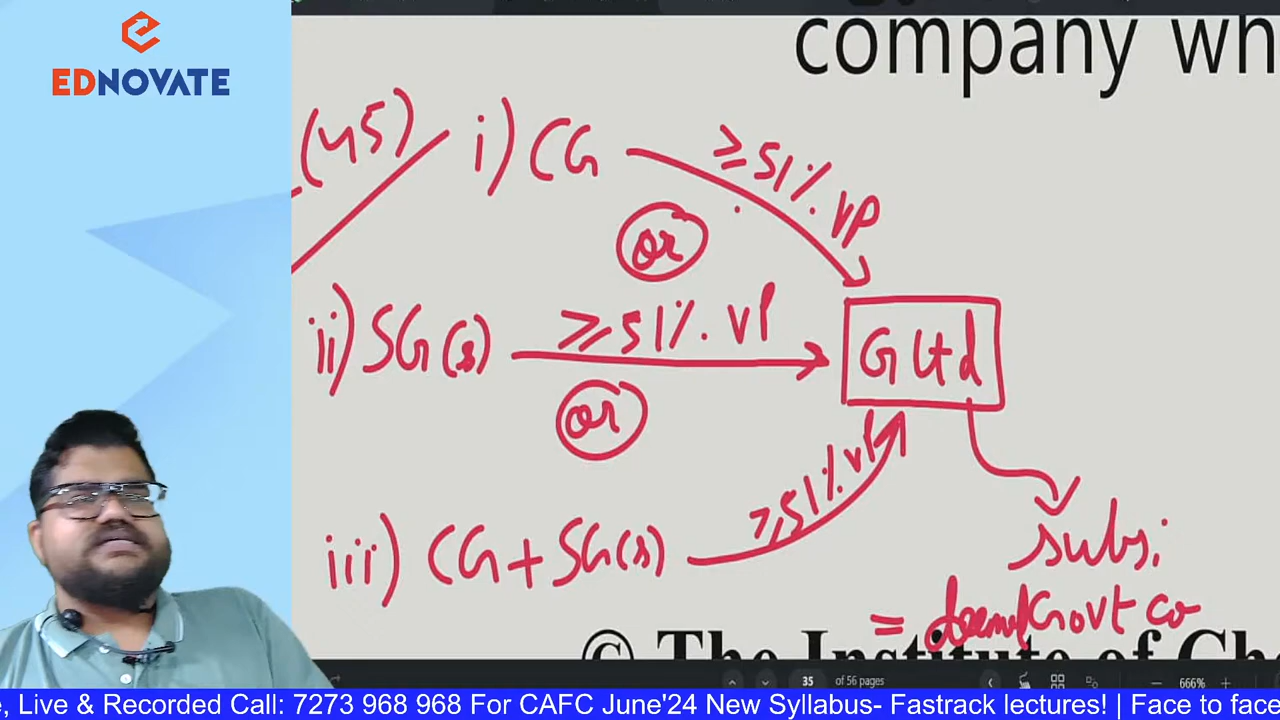 EDNOVATE
company wh
(45)
i) CG
≥ 51%. VP
or
ii) SG(s)
≥ 51%. VP
G Ltd
or
iii) CG + SG(s)
≥ 51%. VP
subsi
= deemd Govt co
© The Institute of Ch
35 of 56 pages
666%
e, Live & Recorded Call: 7273 968 968 For CAFC June'24 New Syllabus- Fastrack lectures! | Face to face